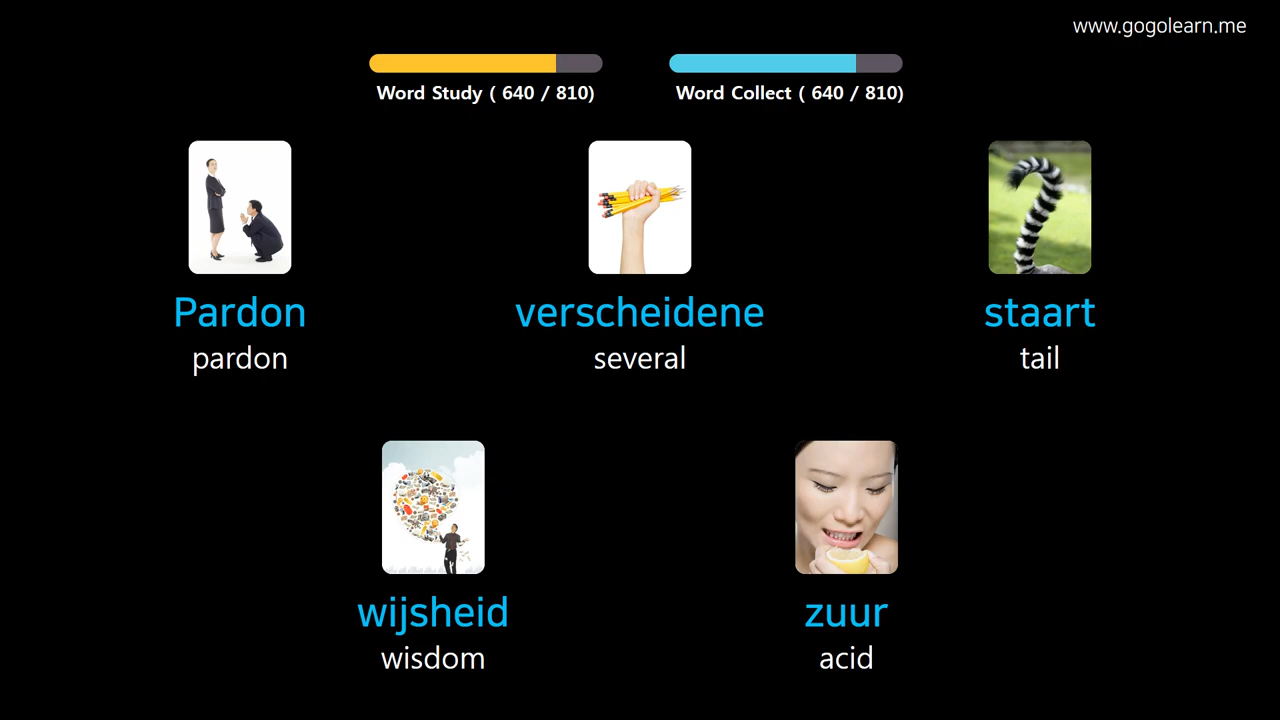 www.gogolearn.me
Word Study ( 640 / 810)
Word Collect ( 640 / 810)
Pardon
pardon
verscheidene
several
staart
tail
wijsheid
wisdom
zuur
acid